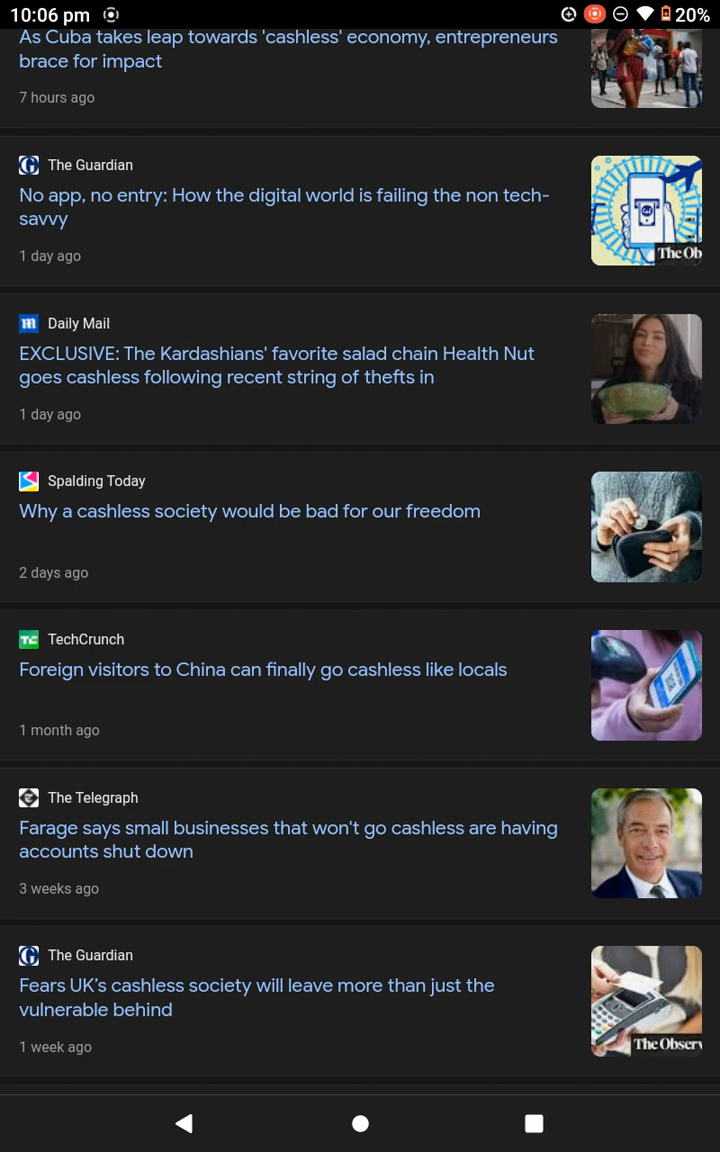 10:06 pm
20%
As Cuba takes leap towards 'cashless' economy, entrepreneurs
brace for impact
7 hours ago
The Guardian
No app, no entry: How the digital world is failing the non tech-
savvy
1 day ago
The Ob
Daily Mail
EXCLUSIVE: The Kardashians' favorite salad chain Health Nut
goes cashless following recent string of thefts in
1 day ago
Spalding Today
Why a cashless society would be bad for our freedom
2 days ago
TechCrunch
Foreign visitors to China can finally go cashless like locals
1 month ago
The Telegraph
Farage says small businesses that won't go cashless are having
accounts shut down
3 weeks ago
The Guardian
Fears UK’s cashless society will leave more than just the
vulnerable behind
1 week ago
The Observ